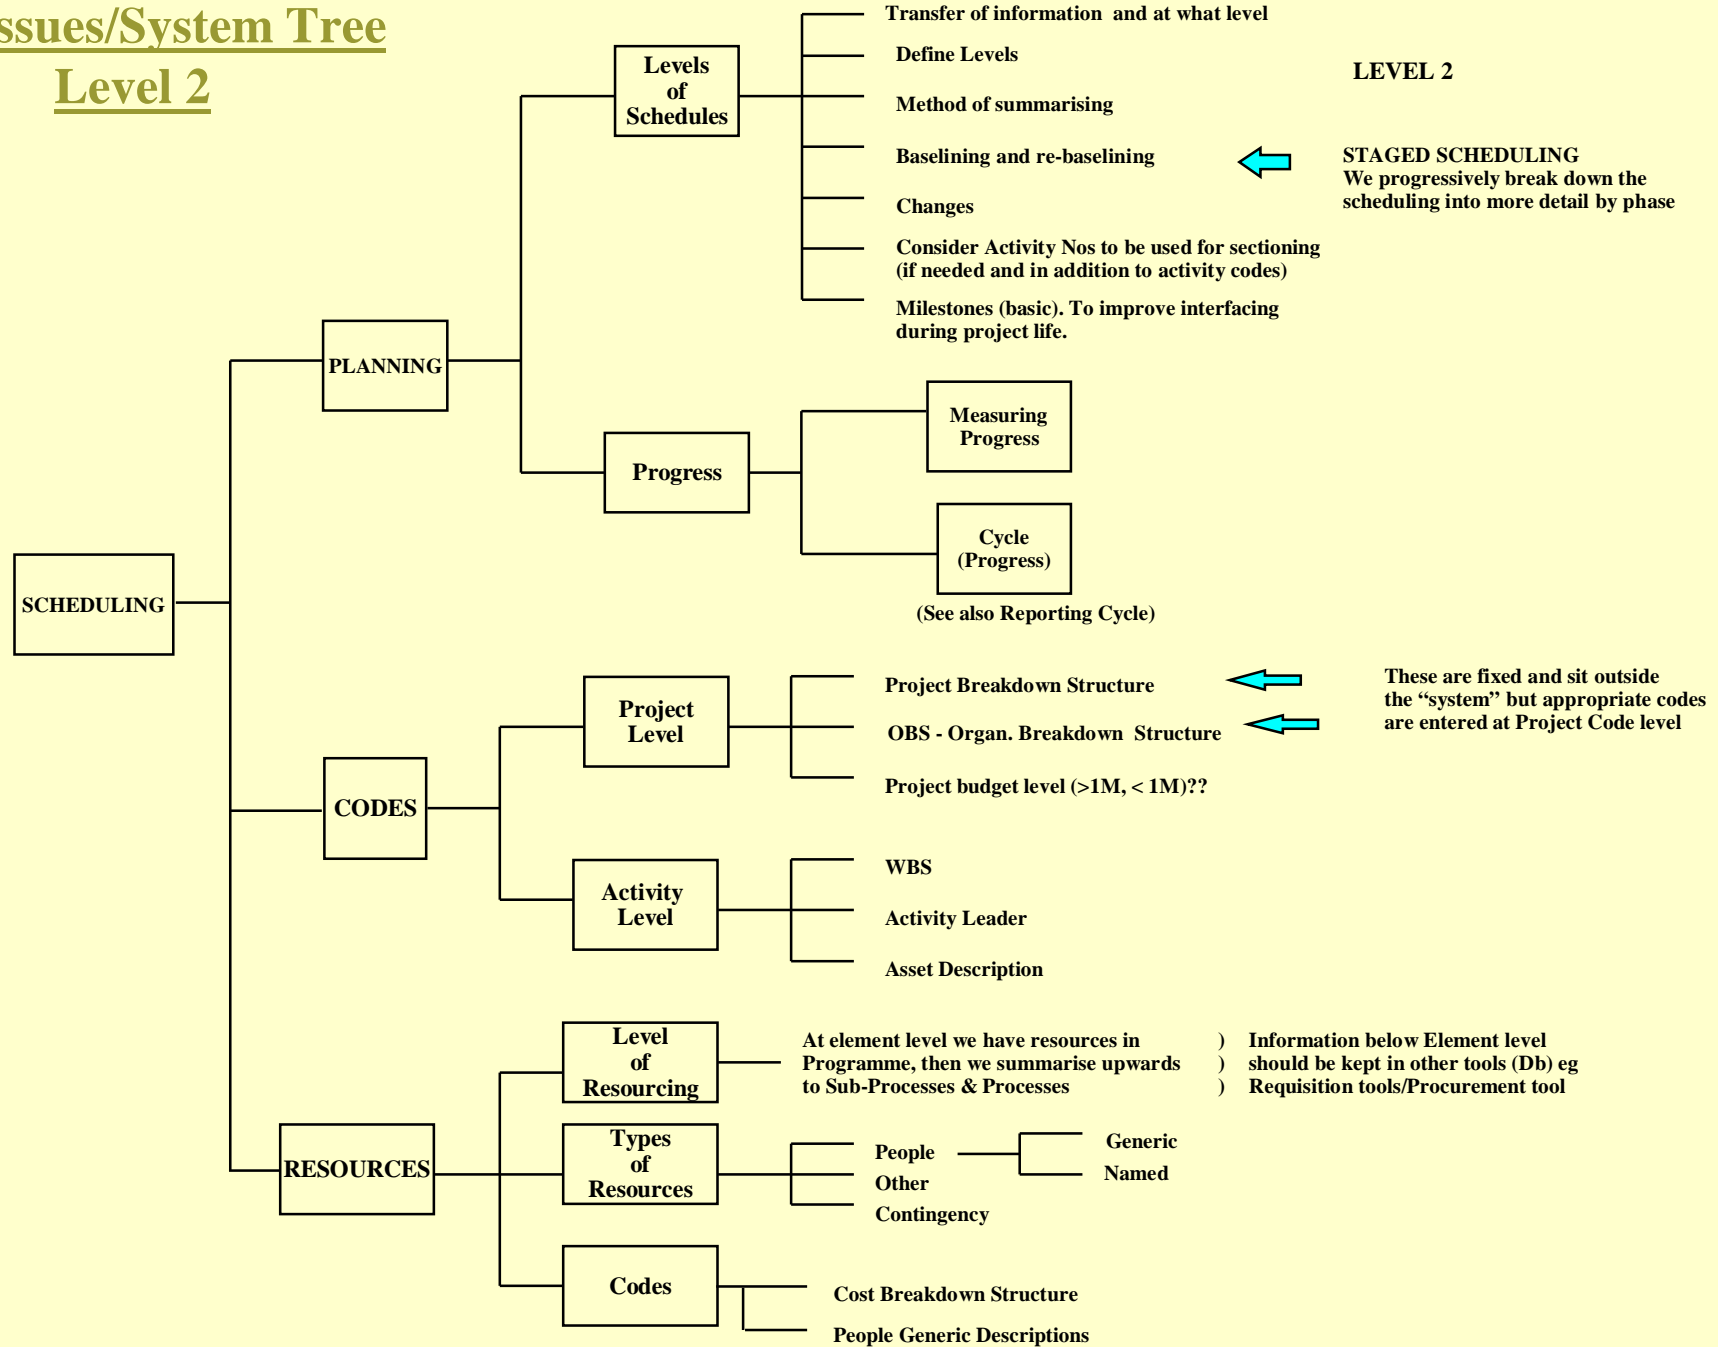 ssues/System Tree
Level 2
LEVEL 2
Levels
of
Schedules
Transfer of information and at what level
Define Levels
Method of summarising
Baselining and re-baselining
STAGED SCHEDULING
We progressively break down the
scheduling into more detail by phase
Changes
Consider Activity Nos to be used for sectioning
(if needed and in addition to activity codes)
Milestones (basic). To improve interfacing
during project life.
PLANNING
Progress
Measuring
Progress
Cycle
(Progress)
(See also Reporting Cycle)
SCHEDULING
Project
Level
Project Breakdown Structure
OBS - Organ. Breakdown Structure
Project budget level (>1M, < 1M)??
These are fixed and sit outside
the “system” but appropriate codes
are entered at Project Code level
CODES
Activity
Level
WBS
Activity Leader
Asset Description
Level
of
Resourcing
At element level we have resources in
Programme, then we summarise upwards
to Sub-Processes & Processes
) Information below Element level
) should be kept in other tools (Db) eg
) Requisition tools/Procurement tool
RESOURCES
Types
of
Resources
People
Other
Contingency
Generic
Named
Codes
Cost Breakdown Structure
People Generic Descriptions